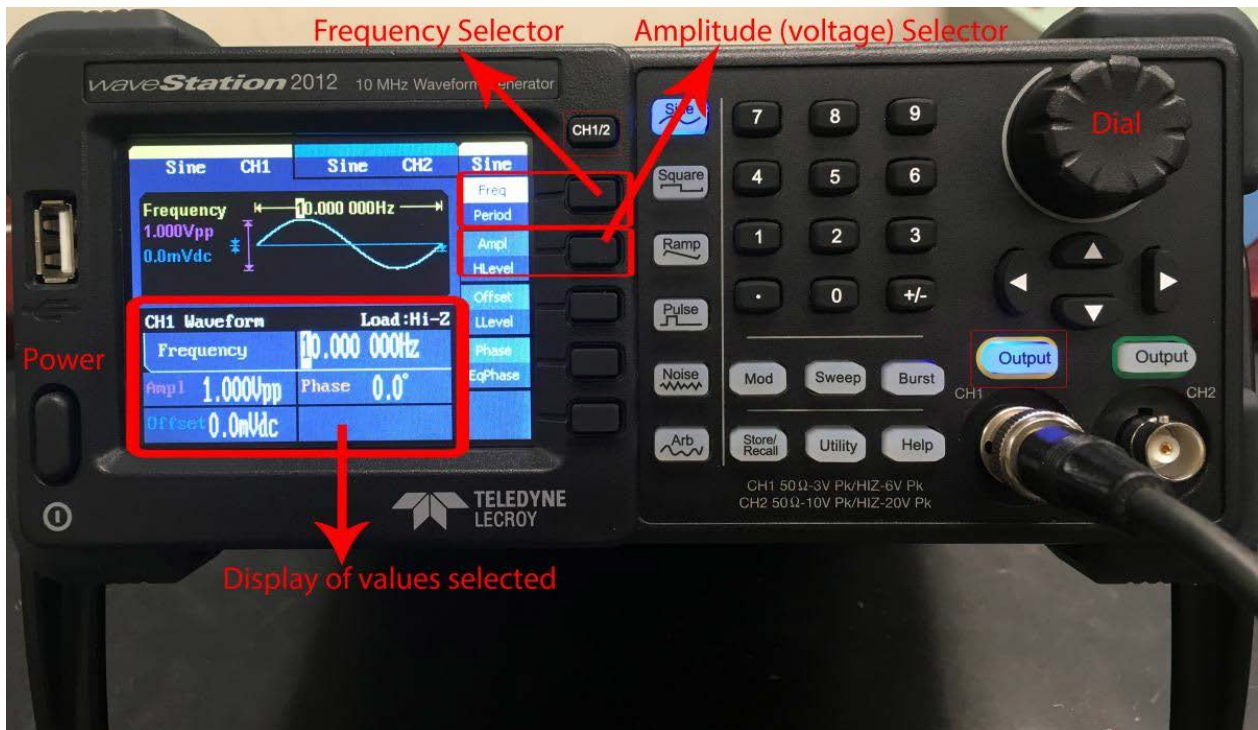 Frequency Selector
Amplitude (voltage) Selector
waveStation 2012 10 MHz Waveform Generator
CH1/2
Sine CH1
Sine CH2
Sine
Freq
Period
Ampl
HLevel
Offset
LLevel
Phase
EqPhase
Frequency
10.000 000Hz
1.000Vpp
0.0mVdc
CH1 Waveform Load:Hi-Z
Frequency 10.000 000Hz
Ampl 1.000Vpp Phase 0.0°
Offset 0.0mVdc
Power
TELEDYNE
LECROY
Display of values selected
Sine
Square
Ramp
Pulse
Noise
Arb
7 8 9
4 5 6
1 2 3
. 0 +/-
Mod Sweep Burst
Store/
Recall
Utility
Help
CH1 50Ω-3V Pk/HIZ-6V Pk
CH2 50Ω-10V Pk/HIZ-20V Pk
Dial
Output
Output
CH1
CH2